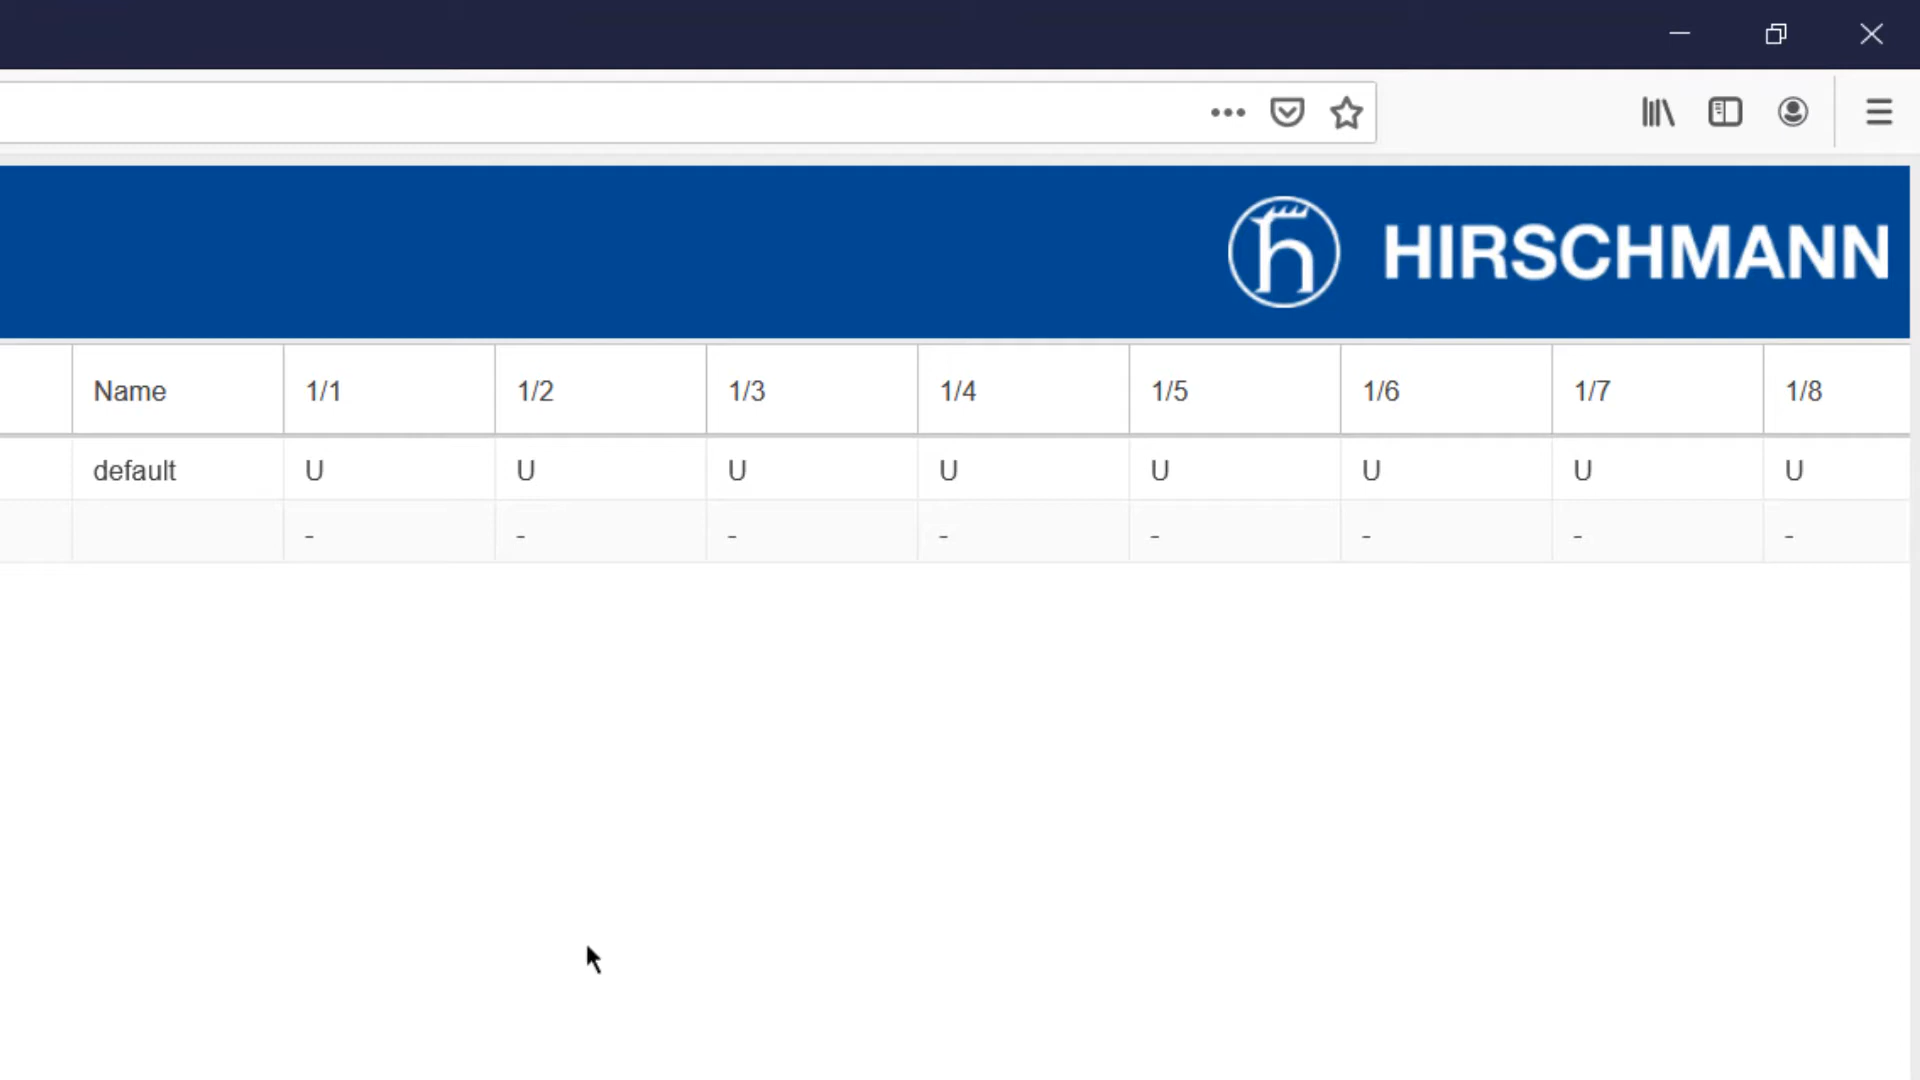 HIRSCHMANN
Name 1/1 1/2 1/3 1/4 1/5 1/6 1/7 1/8
default U U U U U U U U
- - - - - - - -